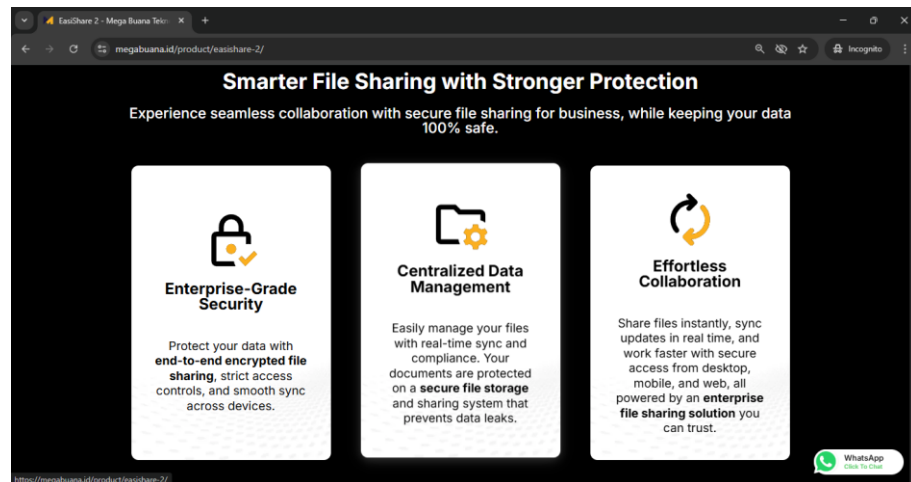 EasiShare 2 - Mega Buana Tekn
megabuana.id/product/easishare-2/
Incognito
Smarter File Sharing with Stronger Protection
Experience seamless collaboration with secure file sharing for business, while keeping your data
100% safe.
Enterprise-Grade
Security
Protect your data with
end-to-end encrypted file
sharing, strict access
controls, and smooth sync
across devices.
Centralized Data
Management
Easily manage your files
with real-time sync and
compliance. Your
documents are protected
on a secure file storage
and sharing system that
prevents data leaks.
Effortless
Collaboration
Share files instantly, sync
updates in real time, and
work faster with secure
access from desktop,
mobile, and web, all
powered by an enterprise
file sharing solution you
can trust.
WhatsApp
Click To Chat
https://megabuana.id/product/easishare-2/